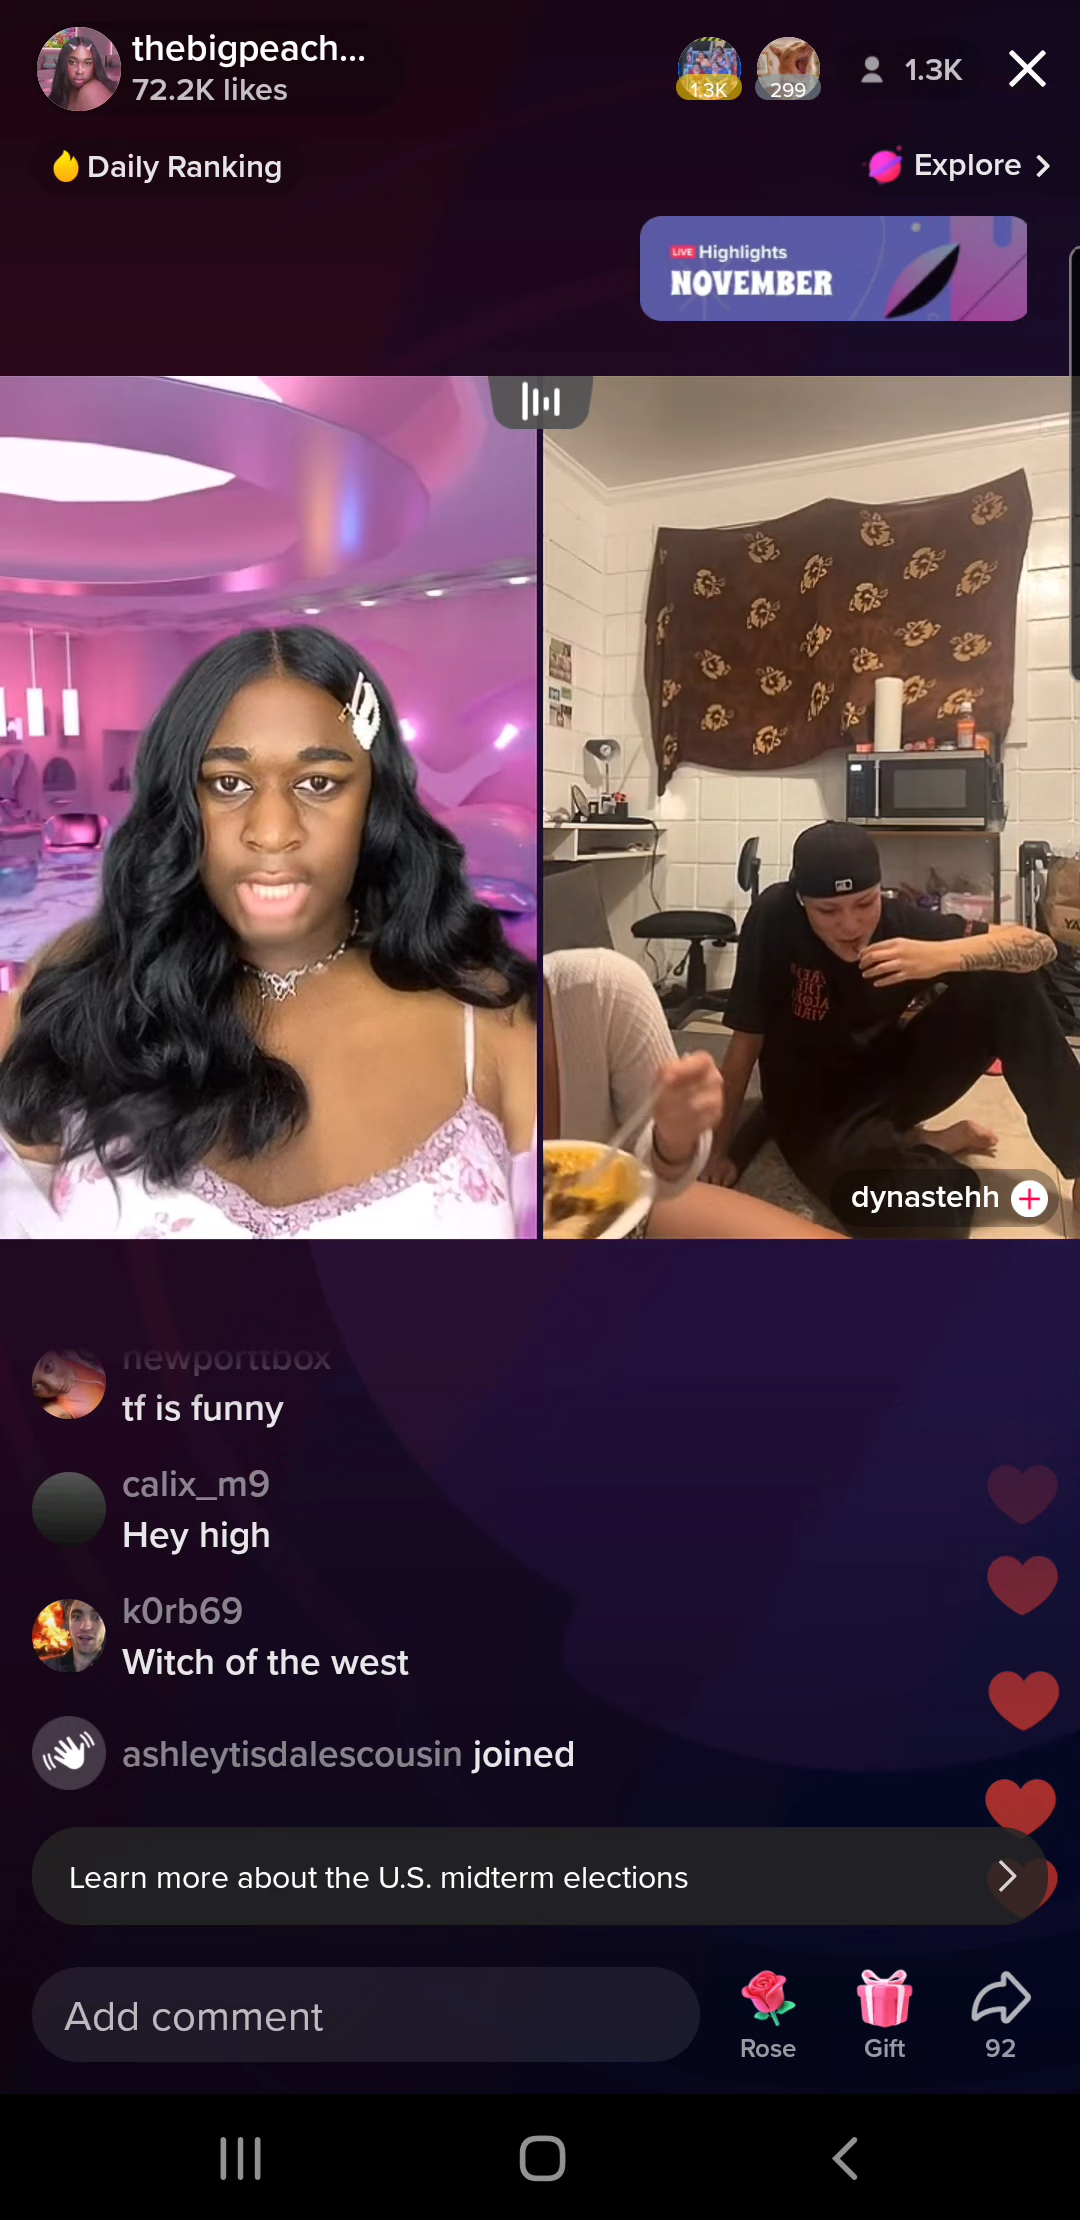 thebigpeach...
72.2K likes
1.3K
299
1.3K
Daily Ranking
Explore
LIVE Highlights
NOVEMBER
dynastehh
newporttbox
tf is funny
calix_m9
Hey high
k0rb69
Witch of the west
ashleytisdalescousin joined
Learn more about the U.S. midterm elections
Add comment
Rose
Gift
92